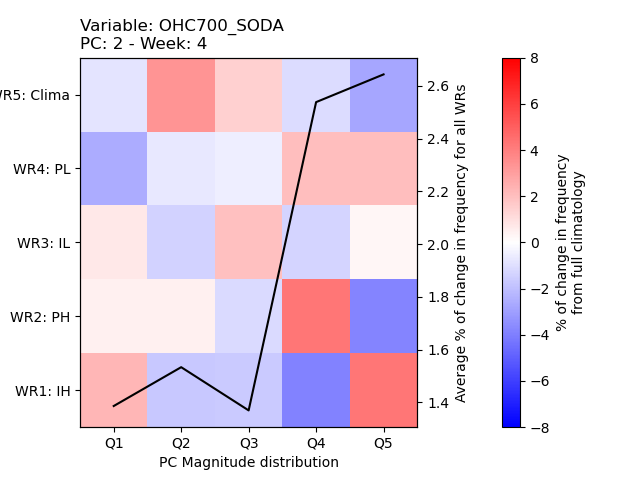 Variable: OHC700_SODA
PC: 2 - Week: 4
WR5: Clima
WR4: PL
WR3: IL
WR2: PH
WR1: IH
Q1 Q2 Q3 Q4 Q5
PC Magnitude distribution
2.6
2.4
2.2
2.0
1.8
1.6
1.4
Average % of change in frequency for all WRs
8
6
4
2
0
−2
−4
−6
−8
% of change in frequency
from full climatology